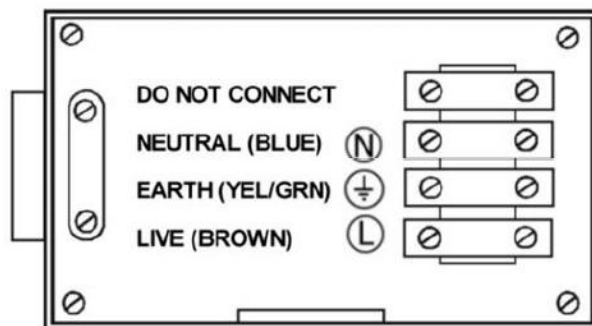 DO NOT CONNECT
NEUTRAL (BLUE) N
EARTH (YEL/GRN)
LIVE (BROWN) L